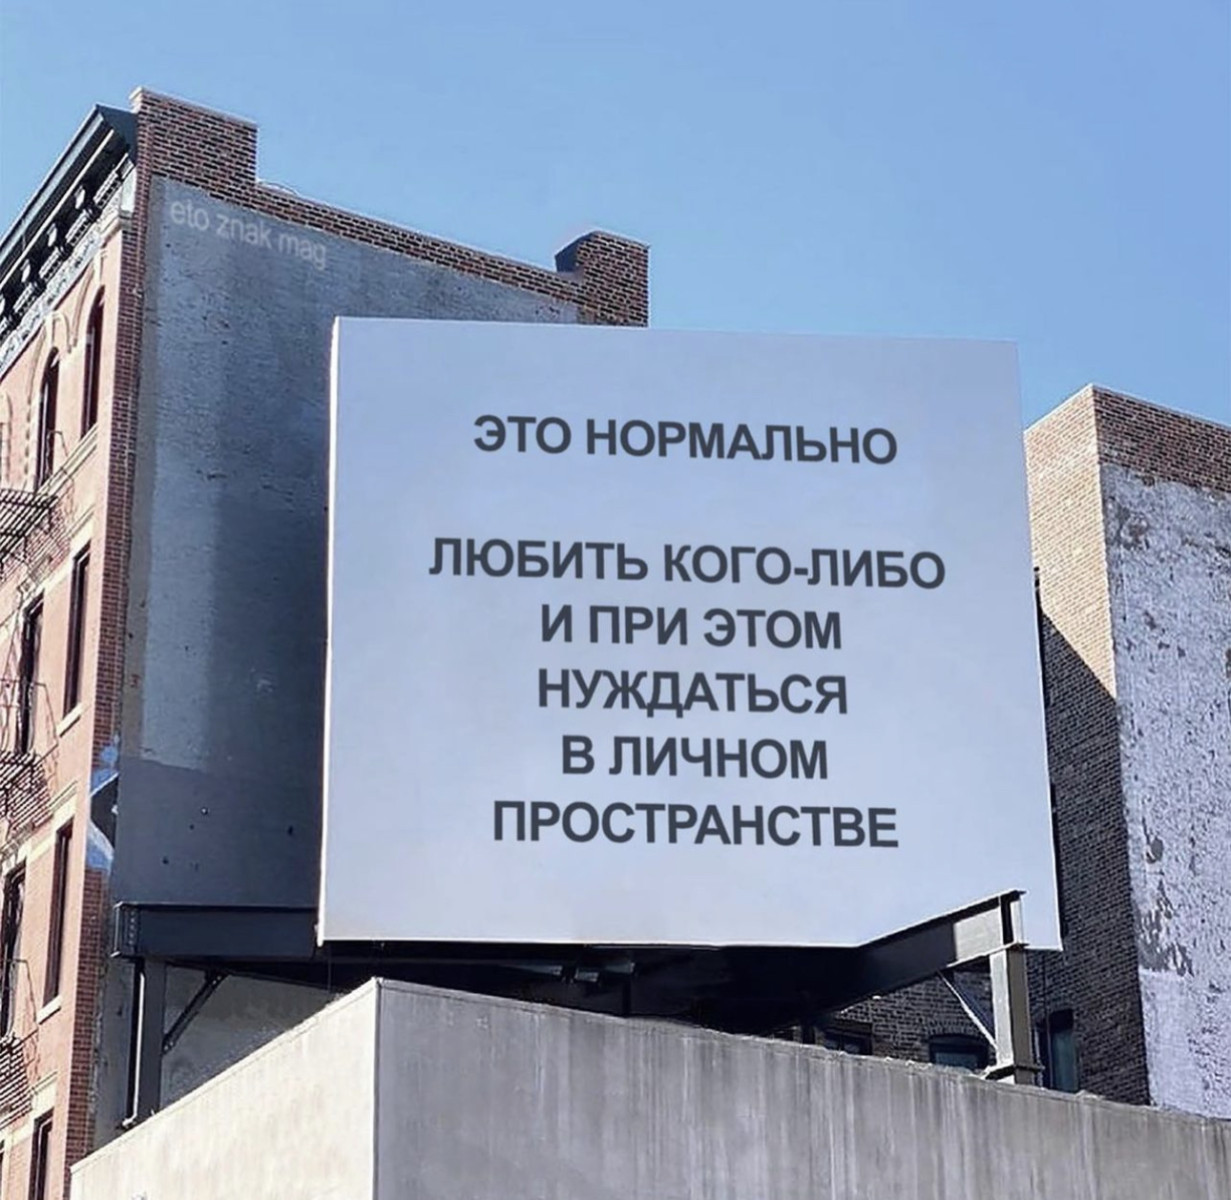 eto znak mag
ЭТО НОРМАЛЬНО
ЛЮБИТЬ КОГО-ЛИБО
И ПРИ ЭТОМ
НУЖДАТЬСЯ
В ЛИЧНОМ
ПРОСТРАНСТВЕ